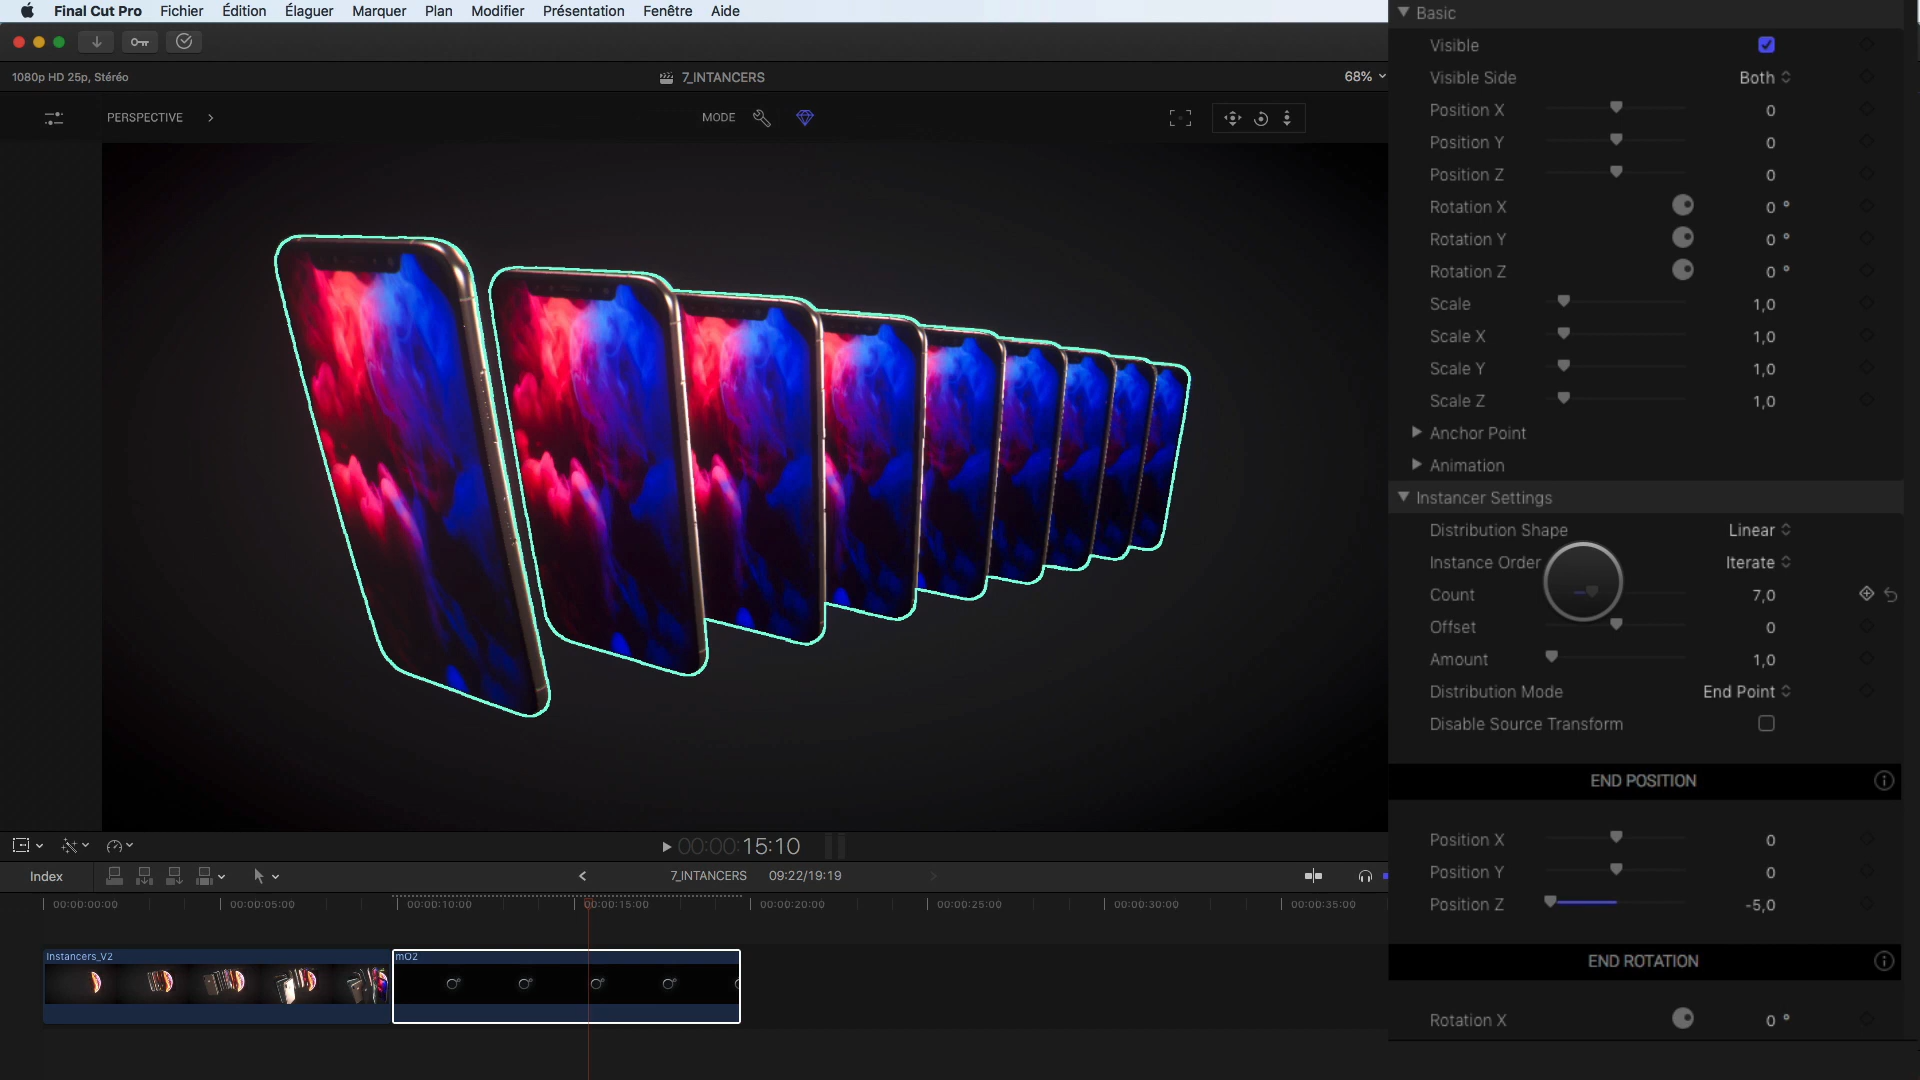 Final Cut Pro Fichier Édition Élaguer Marquer Plan Modifier Présentation Fenêtre Aide
1080p HD 25p, Stéréo
7_INTANCERS
68%
PERSPECTIVE
MODE
Basic
Visible
Visible Side Both
Position X 0
Position Y 0
Position Z 0
Rotation X 0 °
Rotation Y 0 °
Rotation Z 0 °
Scale 1,0
Scale X 1,0
Scale Y 1,0
Scale Z 1,0
Anchor Point
Animation
Instancer Settings
Distribution Shape Linear
Instance Order Iterate
Count 7,0
Offset 0
Amount 1,0
Distribution Mode End Point
Disable Source Transform
END POSITION
Position X 0
Position Y 0
Position Z -5,0
END ROTATION
Rotation X 0 °
00:00:15:10
Index
7_INTANCERS 09:22/19:19
00:00:00:00 00:00:05:00 00:00:10:00 00:00:15:00 00:00:20:00 00:00:25:00 00:00:30:00 00:00:35:00
Instancers_V2
mO2